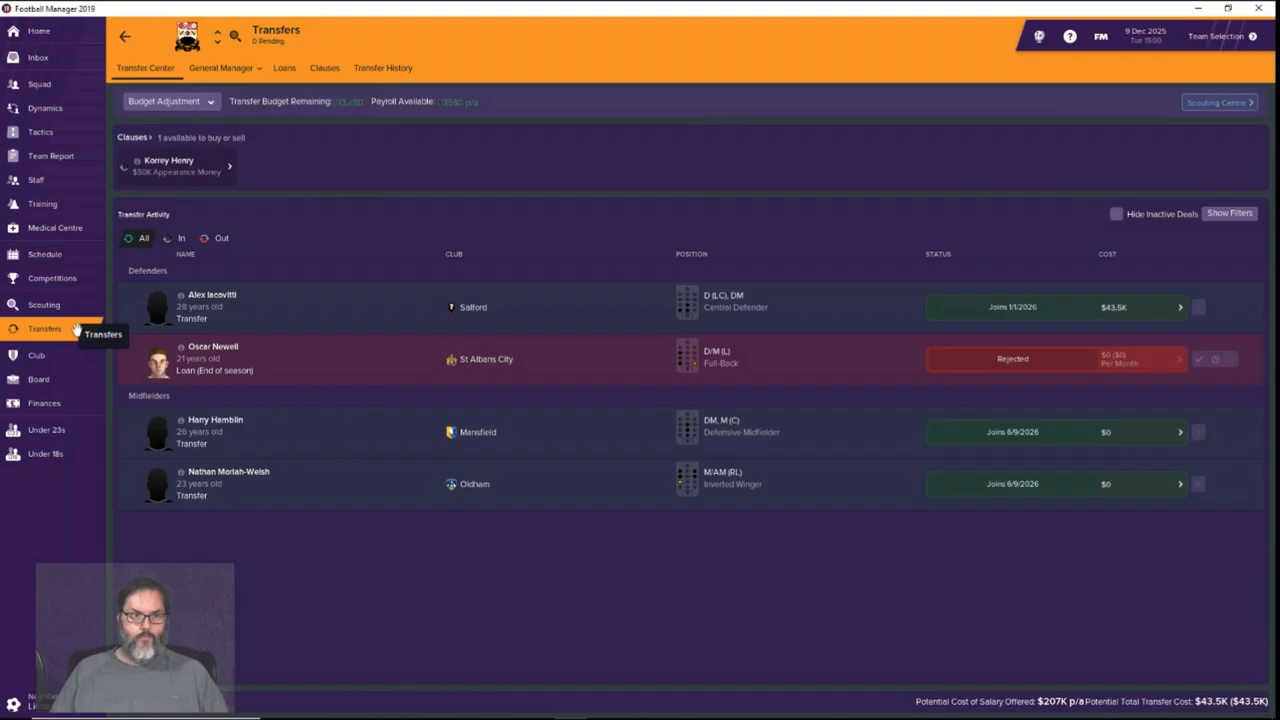 Football Manager 2019
Home
Inbox
Squad
Dynamics
Tactics
Team Report
Staff
Training
Medical Centre
Schedule
Competitions
Scouting
Transfers
Club
Board
Finances
Under 23s
Under 18s
Transfers
Transfers
0 Pending
FM
9 Dec 2025
Tue 15:00
Team Selection
Transfer Center
General Manager
Loans
Clauses
Transfer History
Budget Adjustment
Transfer Budget Remaining:
Payroll Available:
p/a
Scouting Centre >
Clauses > 1 available to buy or sell
Korrey Henry
$50K Appearance Money
Transfer Activity
Hide Inactive Deals
Show Filters
All
In
Out
NAME CLUB POSITION STATUS COST
Defenders
Alex Iacovitti
28 years old
Transfer
Salford
D (LC), DM
Central Defender
Joins 1/1/2026
$43.5K
Oscar Newell
21 years old
Loan (End of season)
St Albans City
D/M (L)
Full-Back
Rejected
$0 ($0)
Per Month
Midfielders
Harry Hamblin
26 years old
Transfer
Mansfield
DM, M (C)
Defensive Midfielder
Joins 6/9/2026
$0
Nathan Moriah-Welsh
23 years old
Transfer
Oldham
M/AM (RL)
Inverted Winger
Joins 6/9/2026
$0
Potential Cost of Salary Offered: $207K p/a Potential Total Transfer Cost: $43.5K ($43.5K)